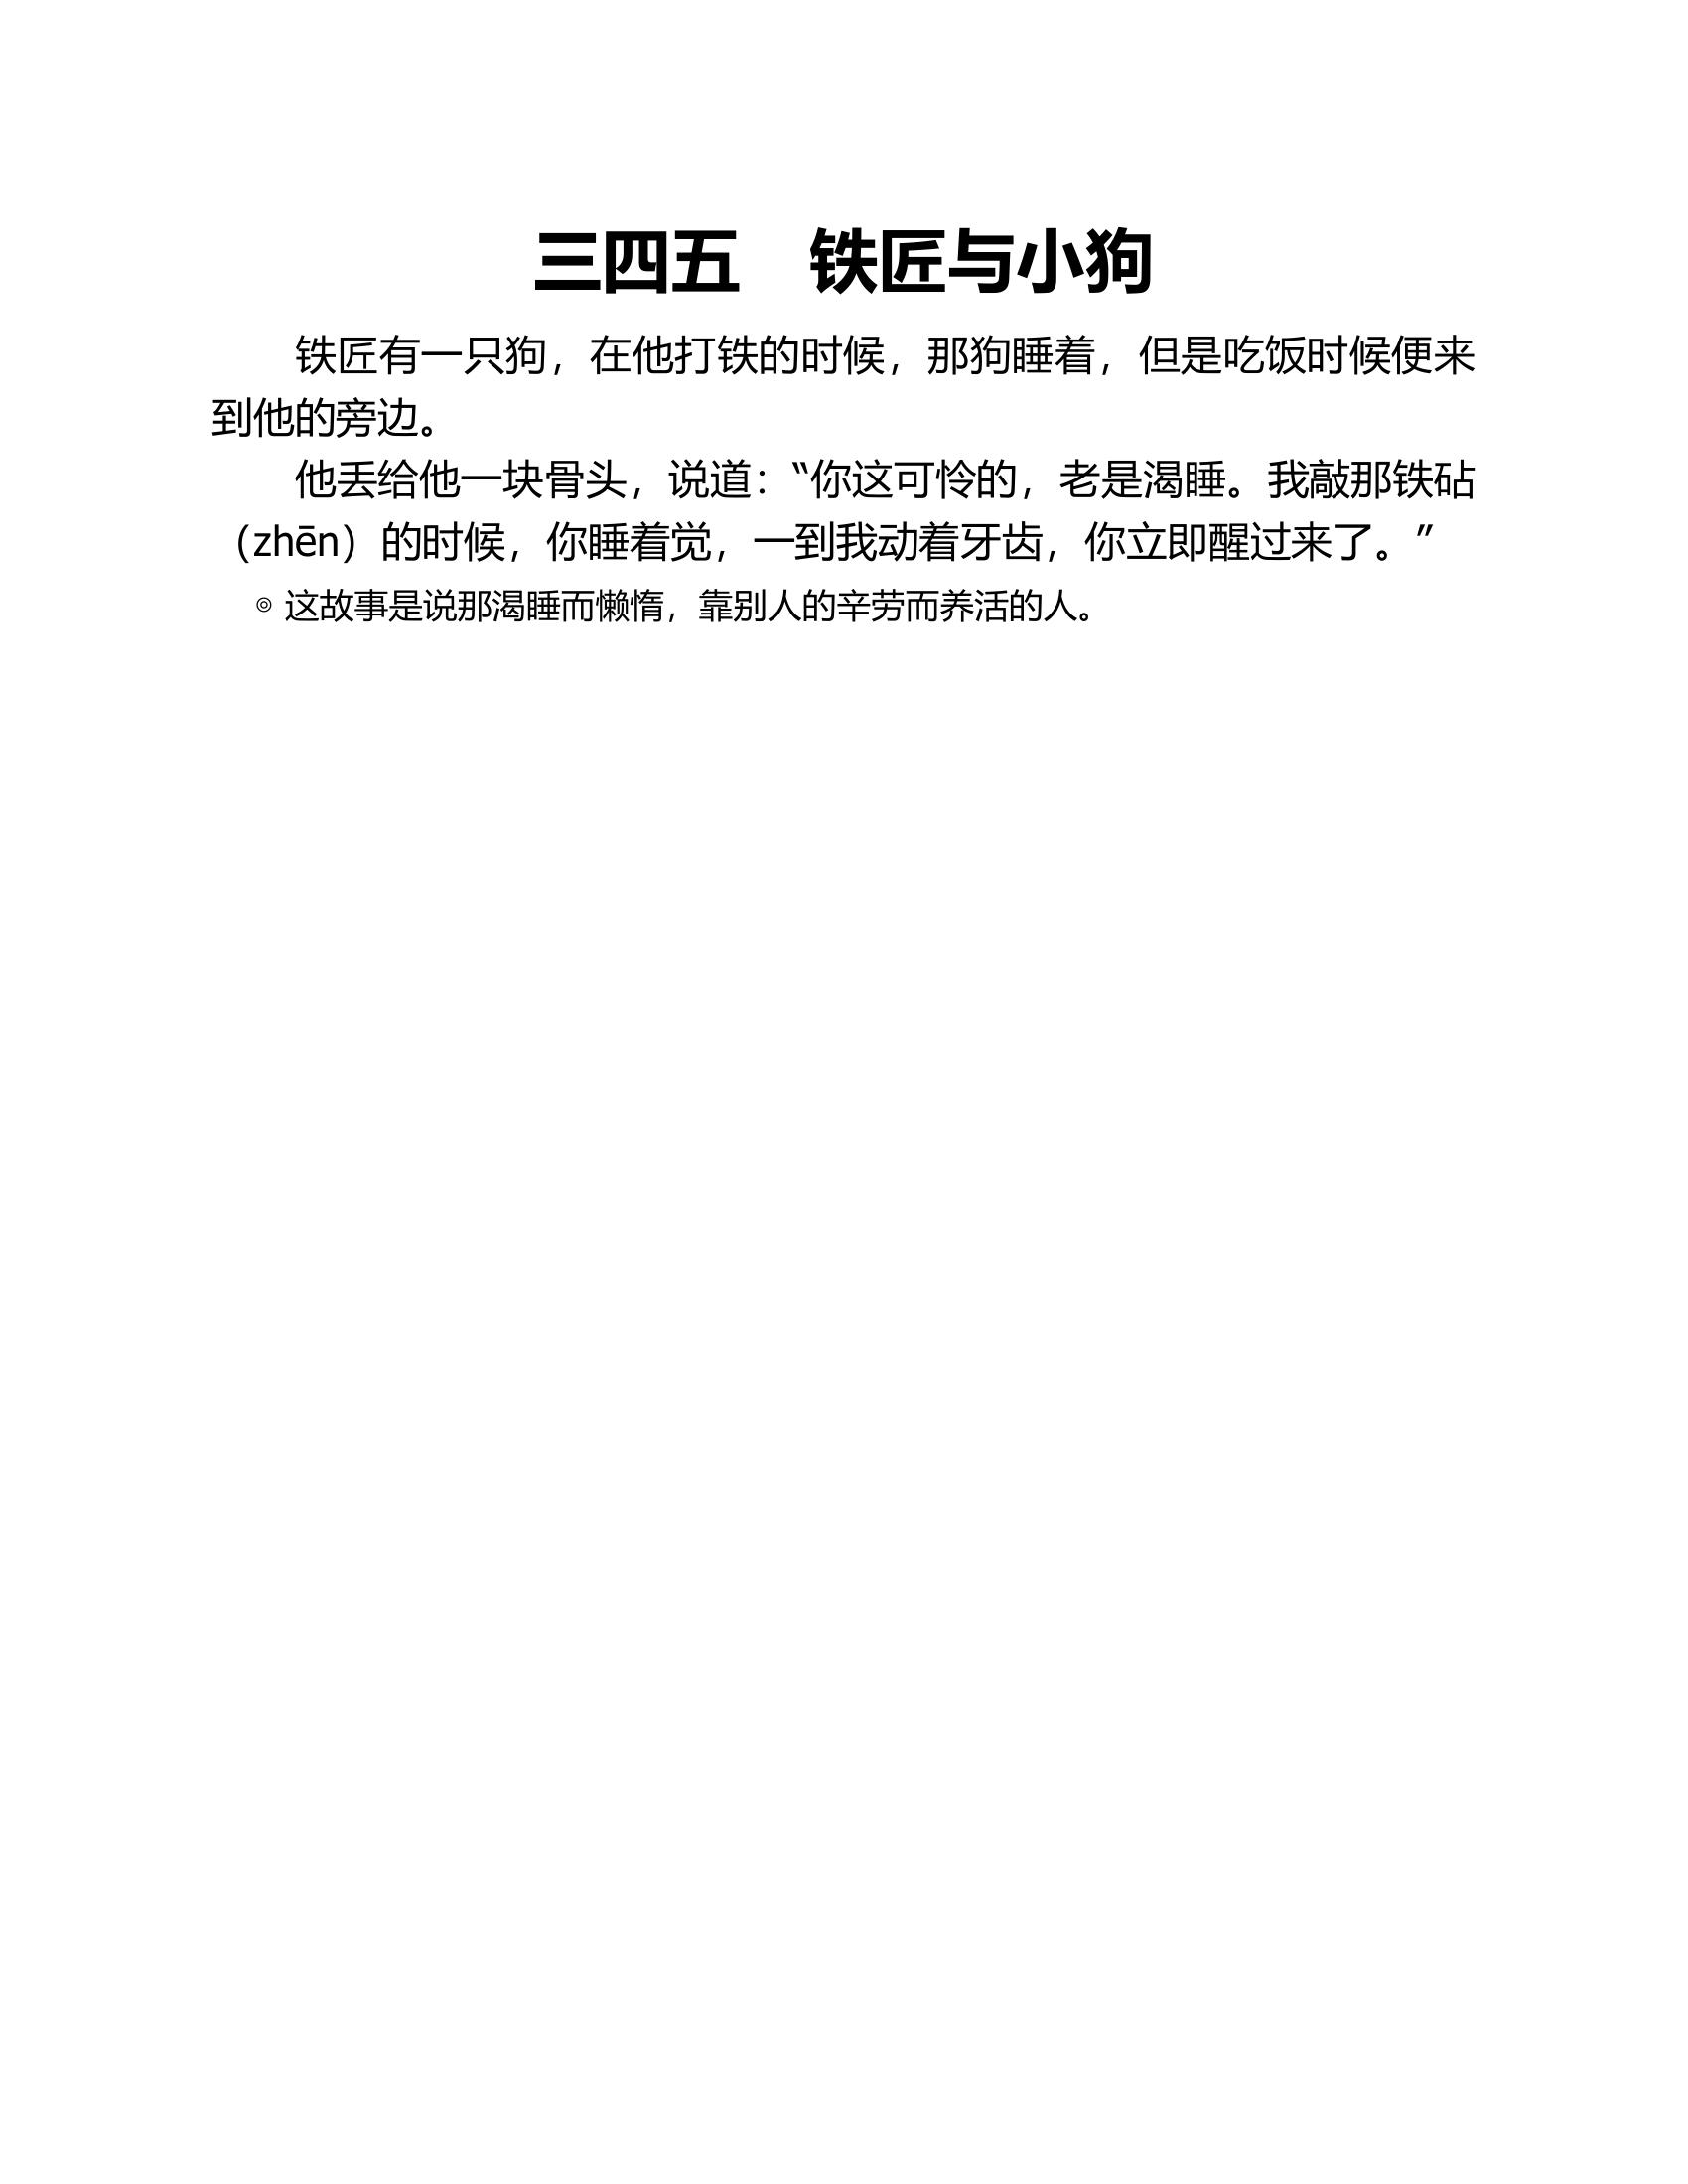 三四五　铁匠与小狗
铁匠有一只狗，在他打铁的时候，那狗睡着，但是吃饭时候便来
到他的旁边。
他丢给他一块骨头，说道：“你这可怜的，老是渴睡。我敲那铁砧
（zhēn）的时候，你睡着觉，一到我动着牙齿，你立即醒过来了。”
◎ 这故事是说那渴睡而懒惰，靠别人的辛劳而养活的人。